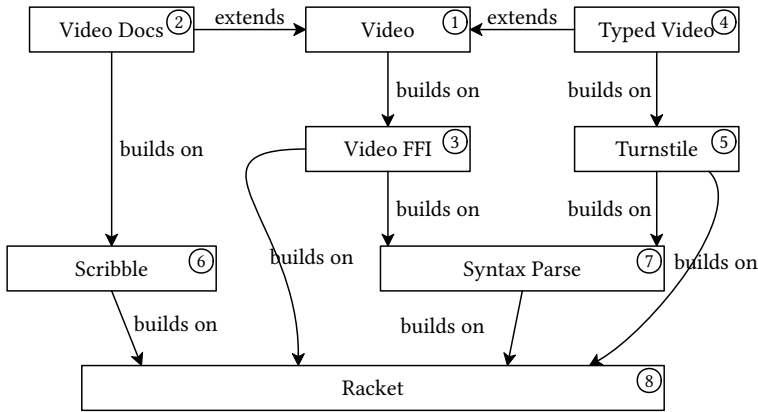 Video Docs 2
extends
Video 1
extends
Typed Video 4
builds on
builds on
builds on
Video FFI 3
Turnstile 5
builds on
builds on
builds on
builds on
Scribble 6
Syntax Parse 7
builds on
builds on
Racket 8
builds on